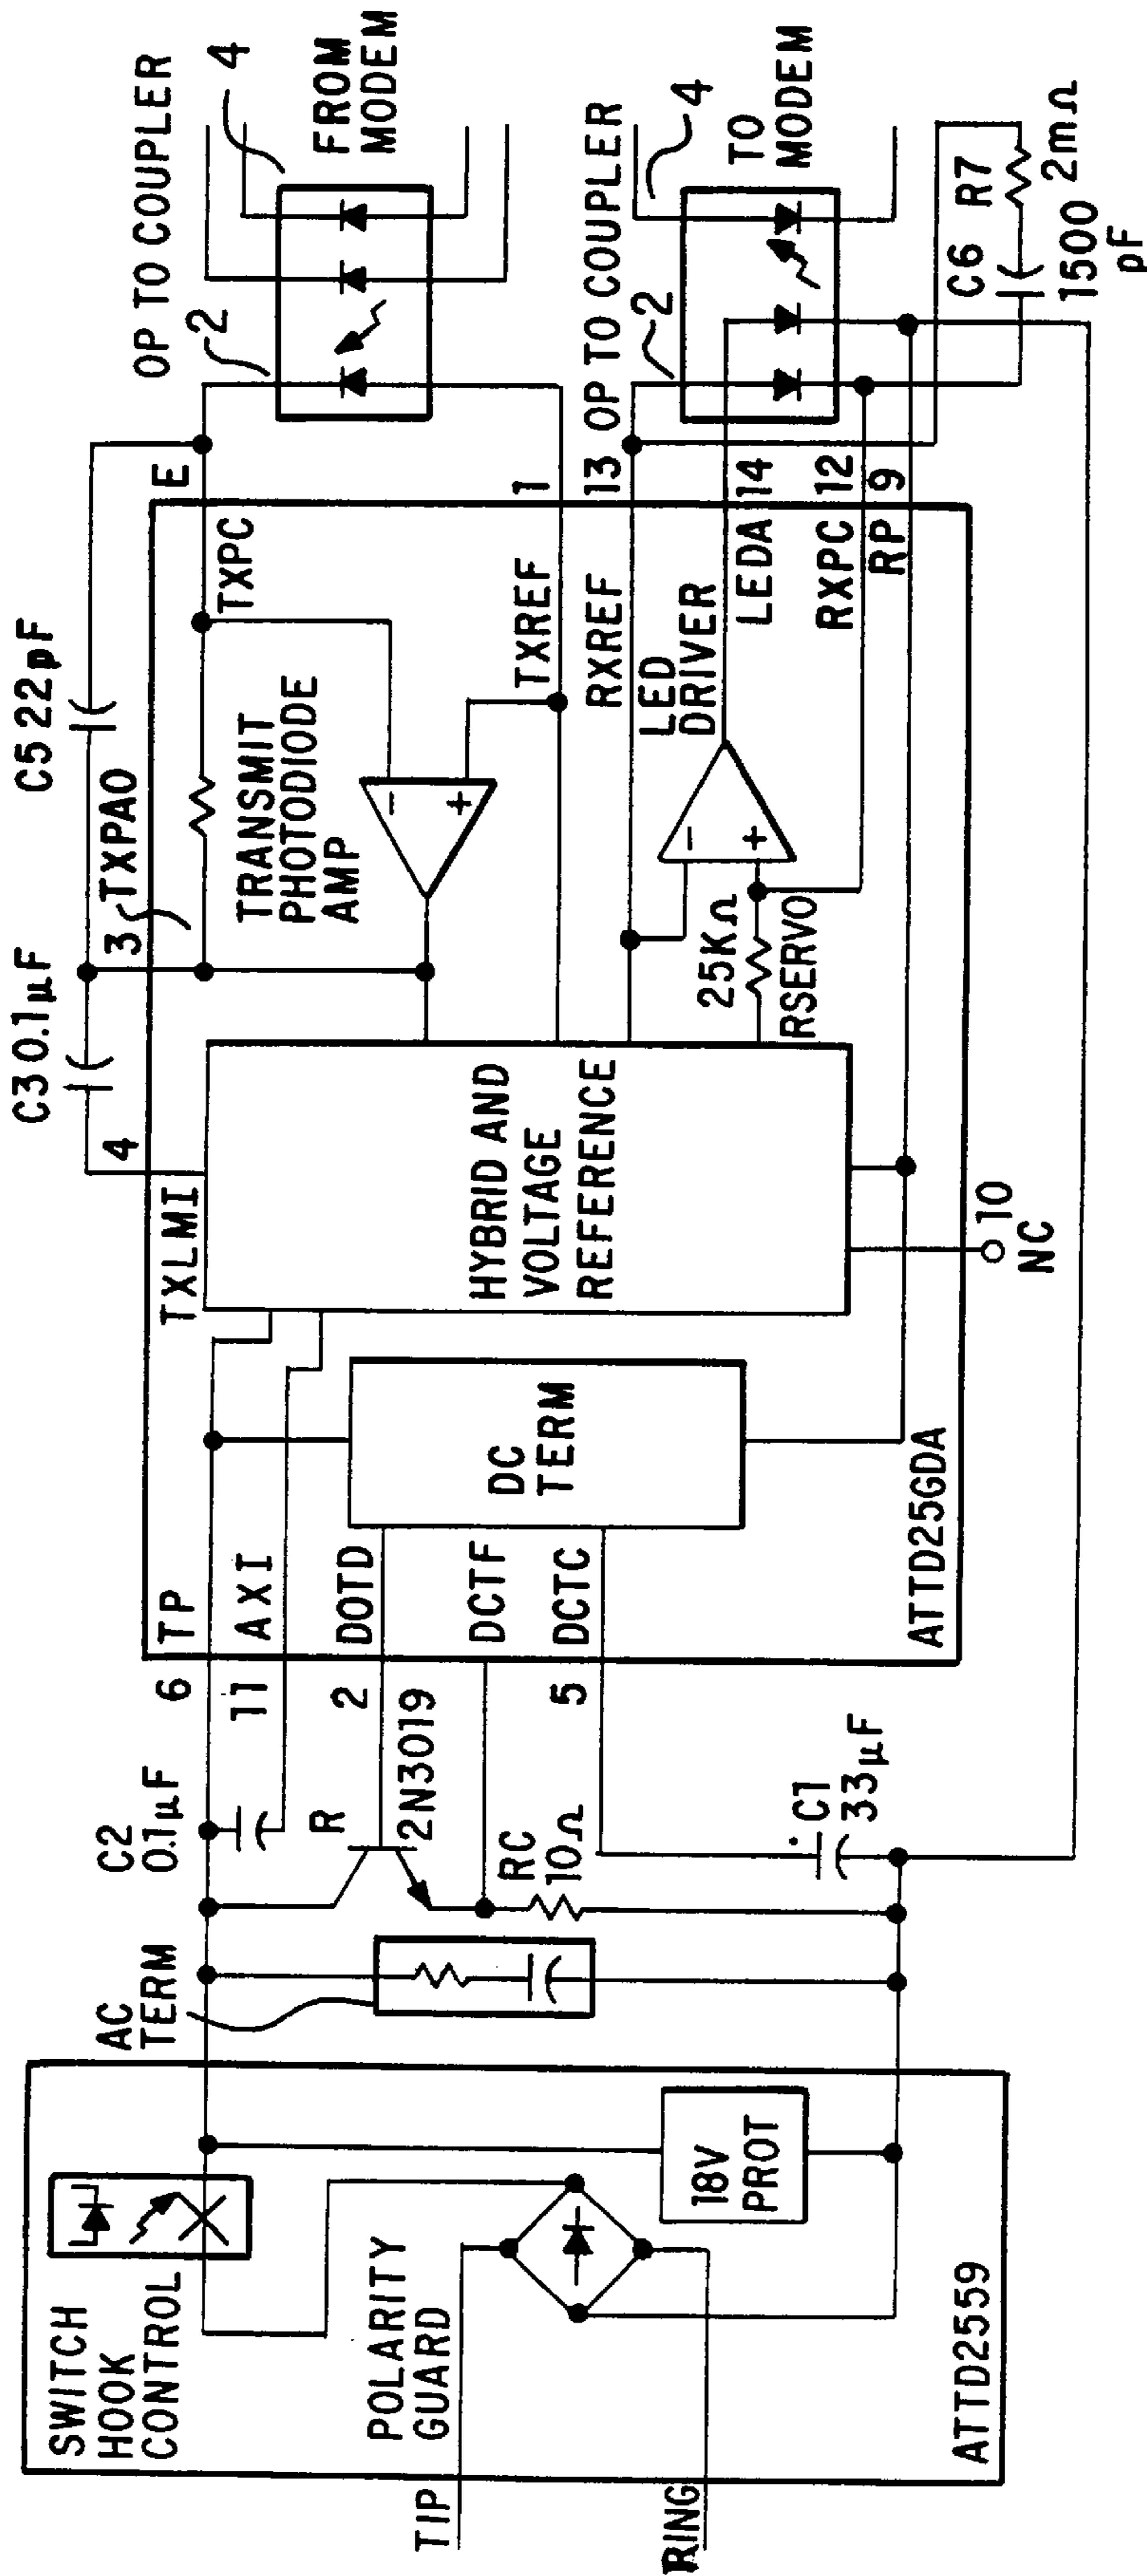 SWITCH
HOOK
CONTROL
POLARITY
GUARD
TIP
RING
18V
PROT
ATTD2559
AC
TERM
C2
0.1µF
R
2N3019
RC
10Ω
C1
33µF
6
TP
11
AXI
2
DOTD
DCTF
5
DCTC
DC
TERM
ATTD25GDA
TXLMI
4
C3 0.1µF
3
TXPAO
C5 22pF
HYBRID AND
VOLTAGE
REFERENCE
NC
10
TRANSMIT
PHOTODIODE
AMP
-
+
TXPC
E
TXREF
1
RXREF
13
LED
DRIVER
-
+
25KΩ
RSERVO
LEDA
14
RXPC
12
RP
9
OP TO COUPLER
2
4
FROM
MODEM
OP TO COUPLER
2
4
TO
MODEM
C6
1500
pF
R7
2mΩ